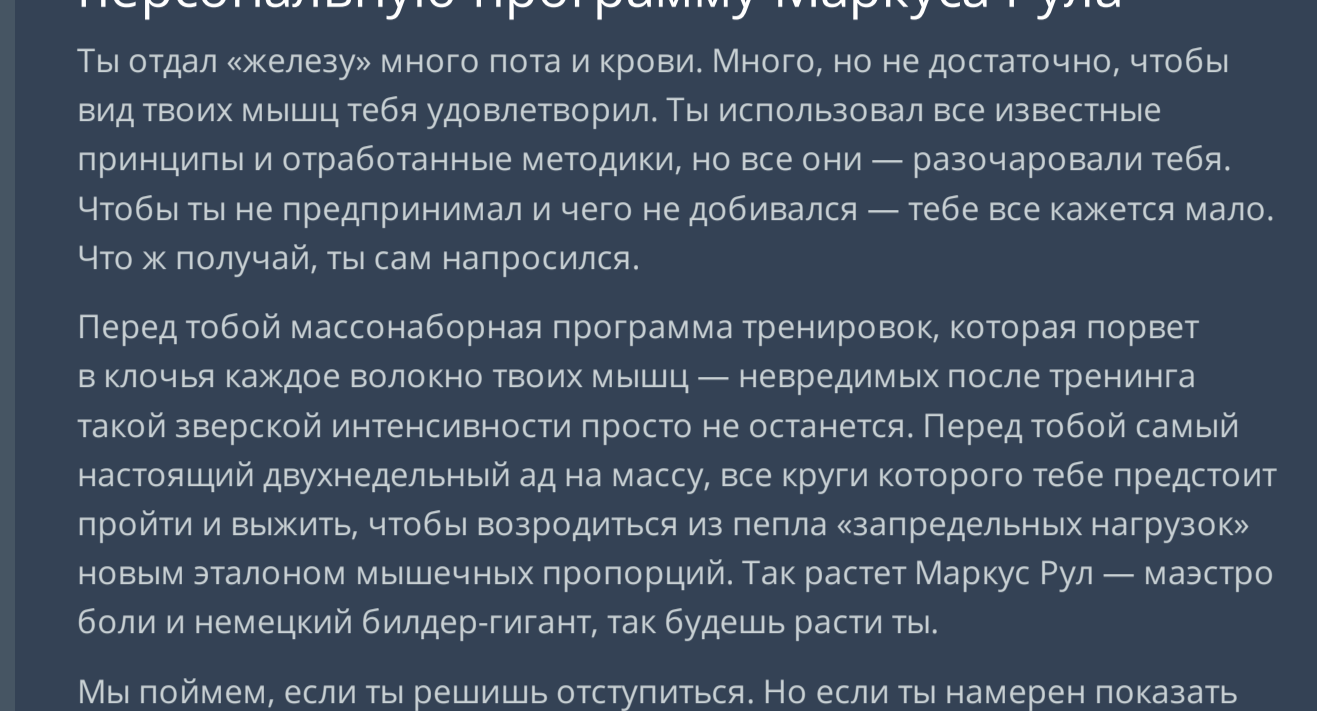 персональную программу Маркуса Рула
Ты отдал «железу» много пота и крови. Много, но не достаточно, чтобы
вид твоих мышц тебя удовлетворил. Ты использовал все известные
принципы и отработанные методики, но все они — разочаровали тебя.
Чтобы ты не предпринимал и чего не добивался — тебе все кажется мало.
Что ж получай, ты сам напросился.
Перед тобой массонаборная программа тренировок, которая порвет
в клочья каждое волокно твоих мышц — невредимых после тренинга
такой зверской интенсивности просто не останется. Перед тобой самый
настоящий двухнедельный ад на массу, все круги которого тебе предстоит
пройти и выжить, чтобы возродиться из пепла «запредельных нагрузок»
новым эталоном мышечных пропорций. Так растет Маркус Рул — маэстро
боли и немецкий билдер-гигант, так будешь расти ты.
Мы поймем, если ты решишь отступиться. Но если ты намерен показать